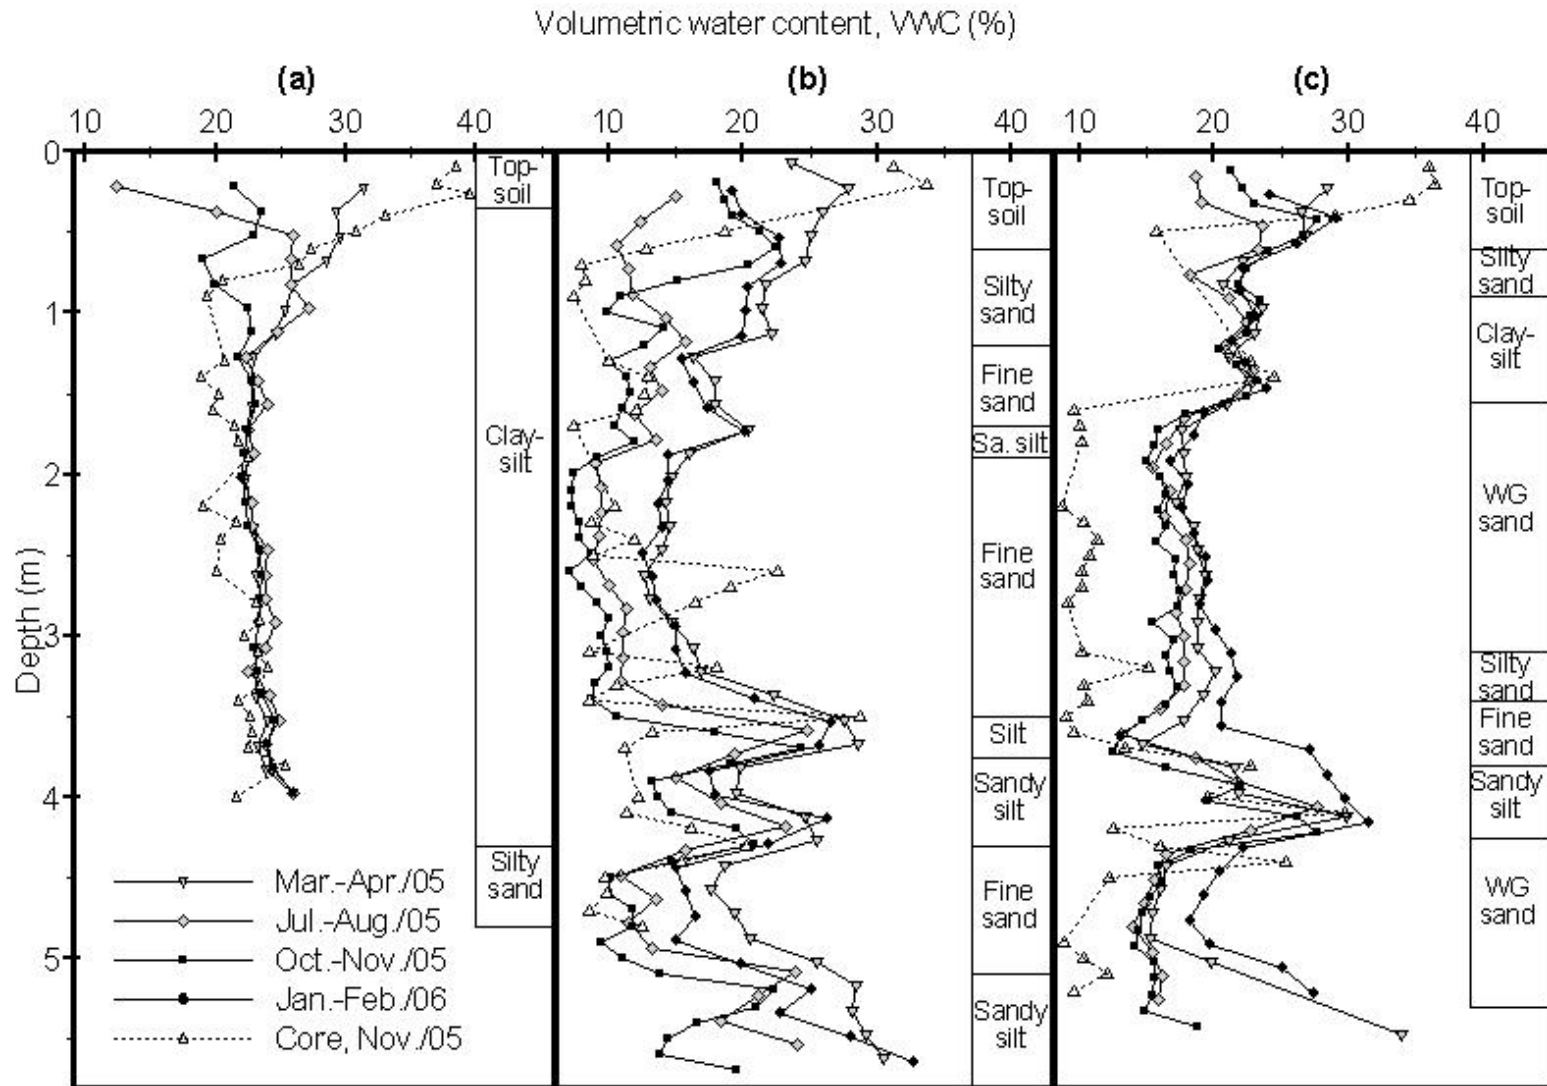 Volumetric water content, VWC (%)
(a) (b) (c)
10 20 30 40 10 20 30 40 10 20 30 40
Depth (m)
0
1
2
3
4
5
Top-
soil
Clay-
silt
Silty
sand
Top-
soil
Silty
sand
Fine
sand
Sa. silt
Fine
sand
Silt
Sandy
silt
Fine
sand
Sandy
silt
Top-
soil
Silty
sand
Clay-
silt
WG
sand
Silty
sand
Fine
sand
Sandy
silt
WG
sand
Mar.-Apr./05
Jul.-Aug./05
Oct.-Nov./05
Jan.-Feb./06
Core, Nov./05